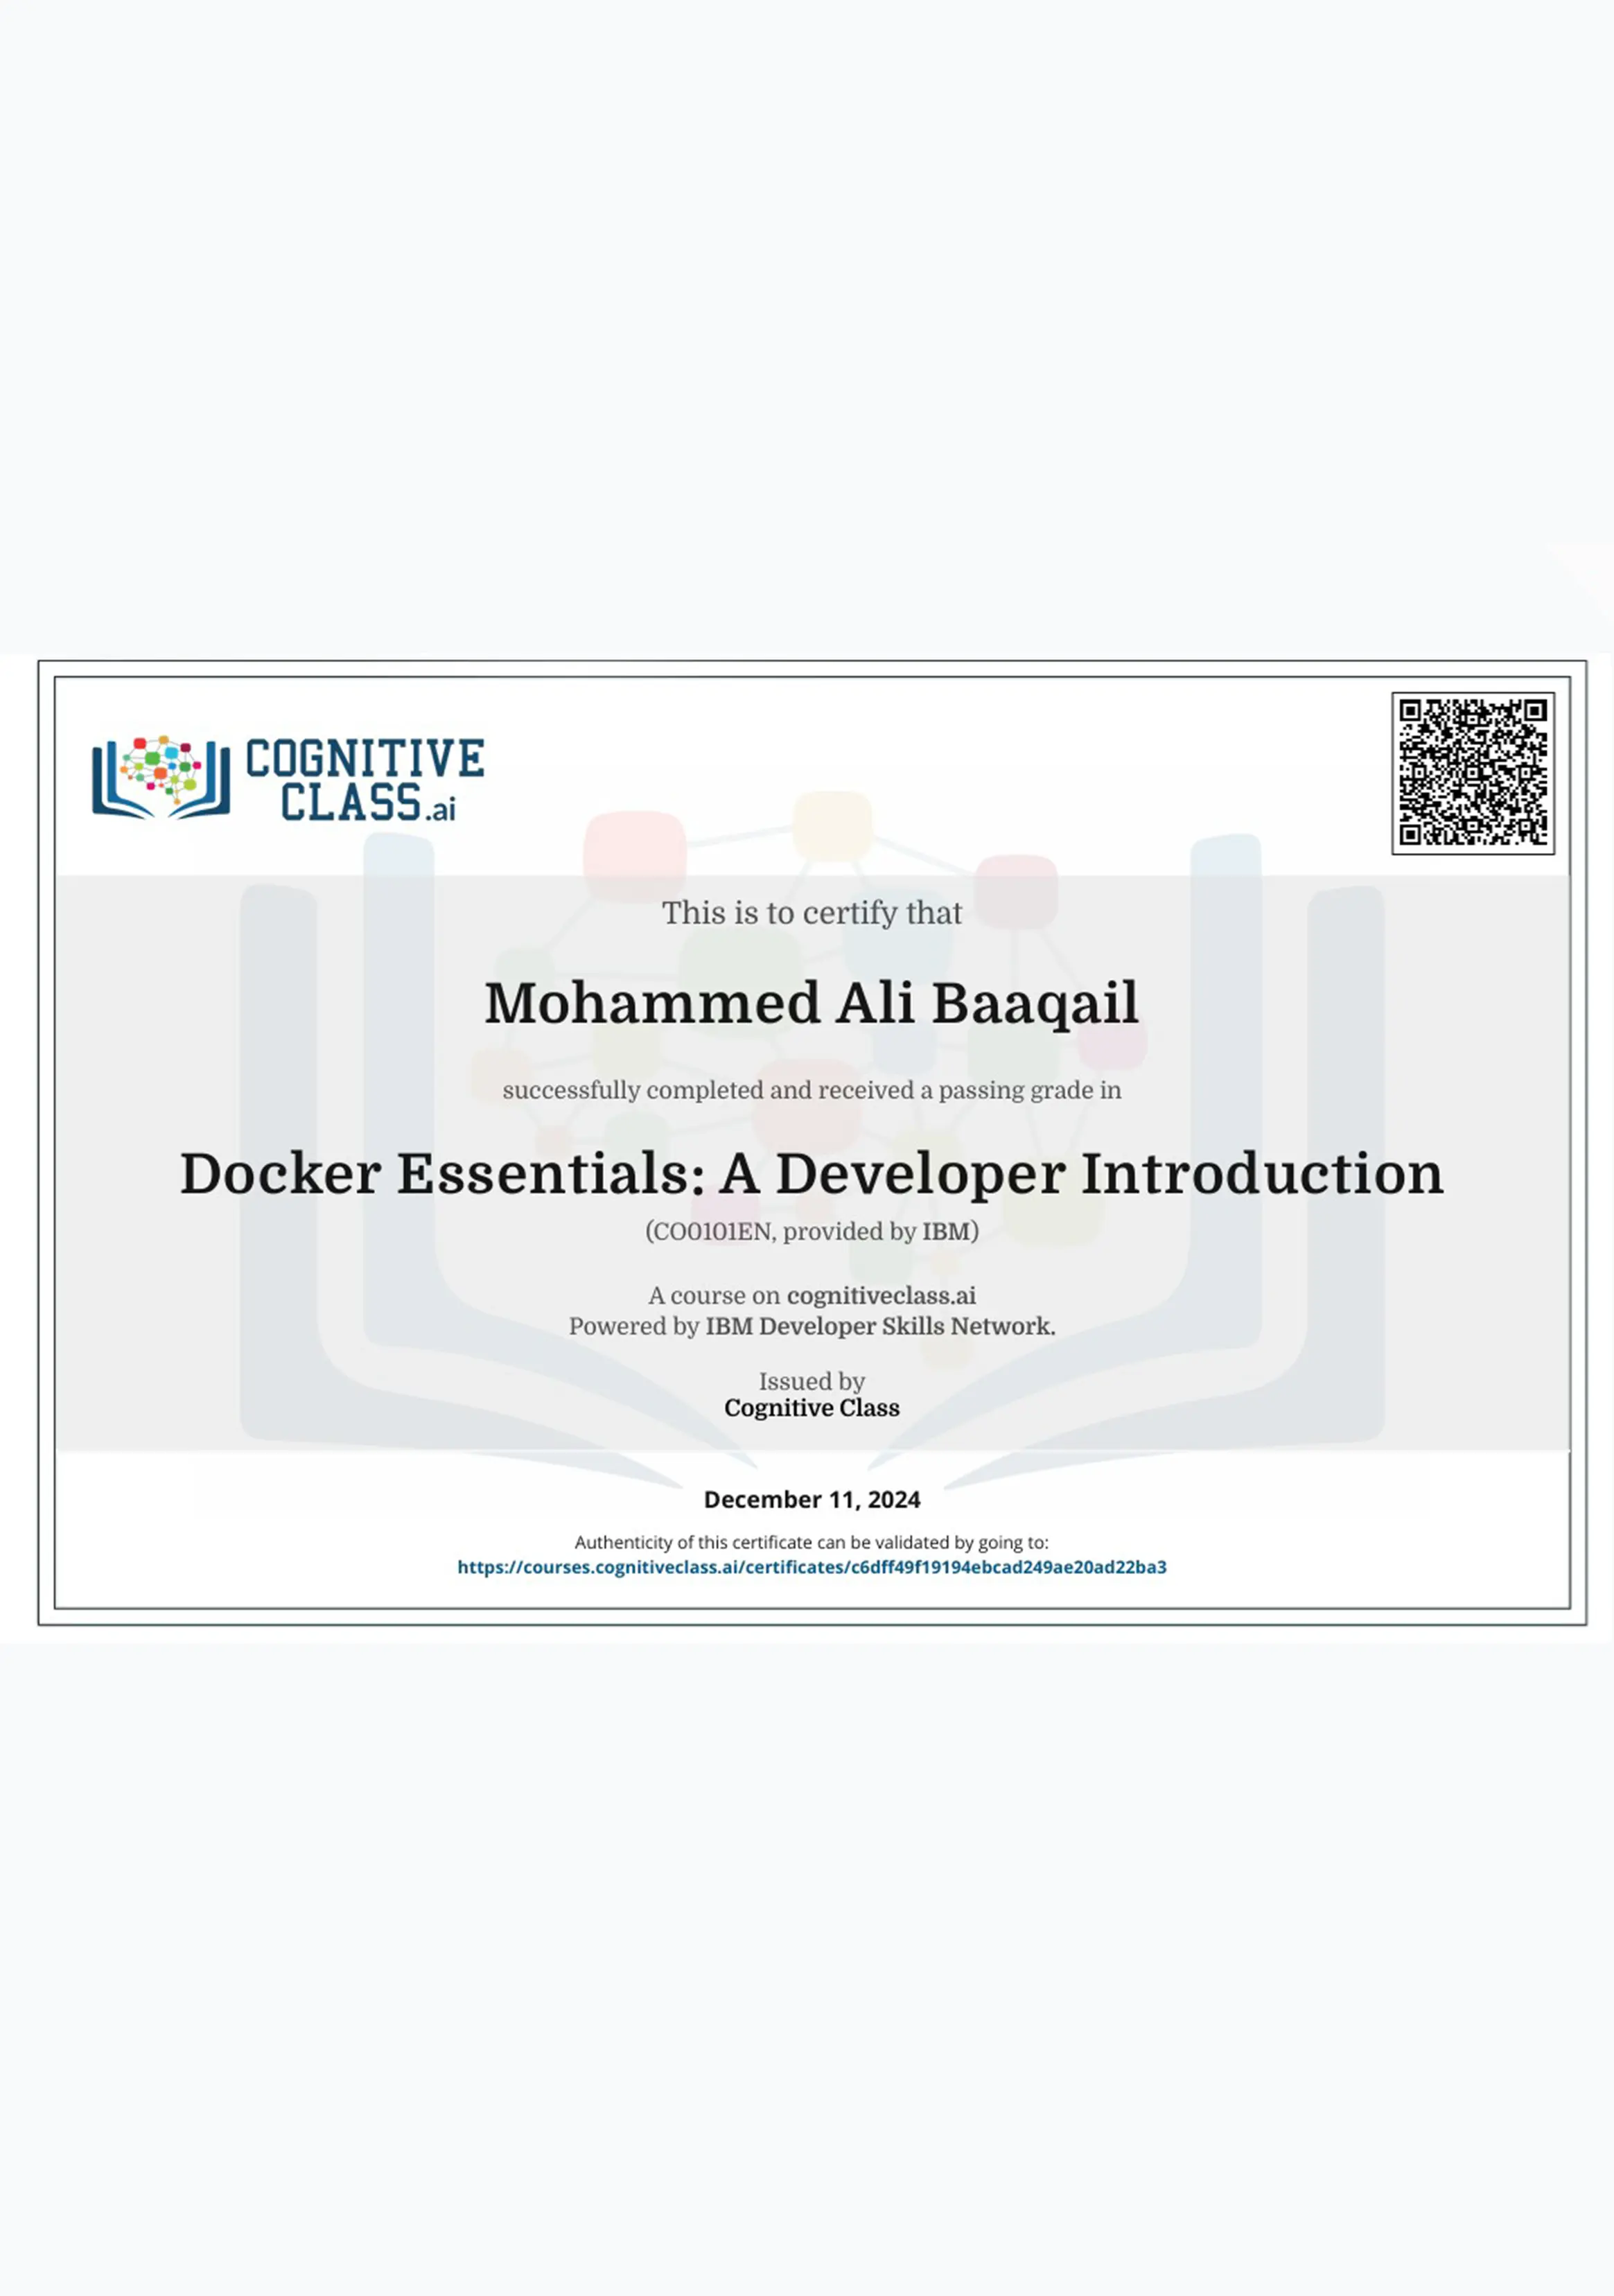 COGNITIVE
CLASS.ai
This is to certify that
Mohammed Ali Baaqail
successfully completed and received a passing grade in
Docker Essentials: A Developer Introduction
(CO0101EN, provided by IBM)
A course on cognitiveclass.ai
Powered by IBM Developer Skills Network.
Issued by
Cognitive Class
December 11, 2024
Authenticity of this certificate can be validated by going to:
https://courses.cognitiveclass.ai/certificates/c6dff49f19194ebcad249ae20ad22ba3